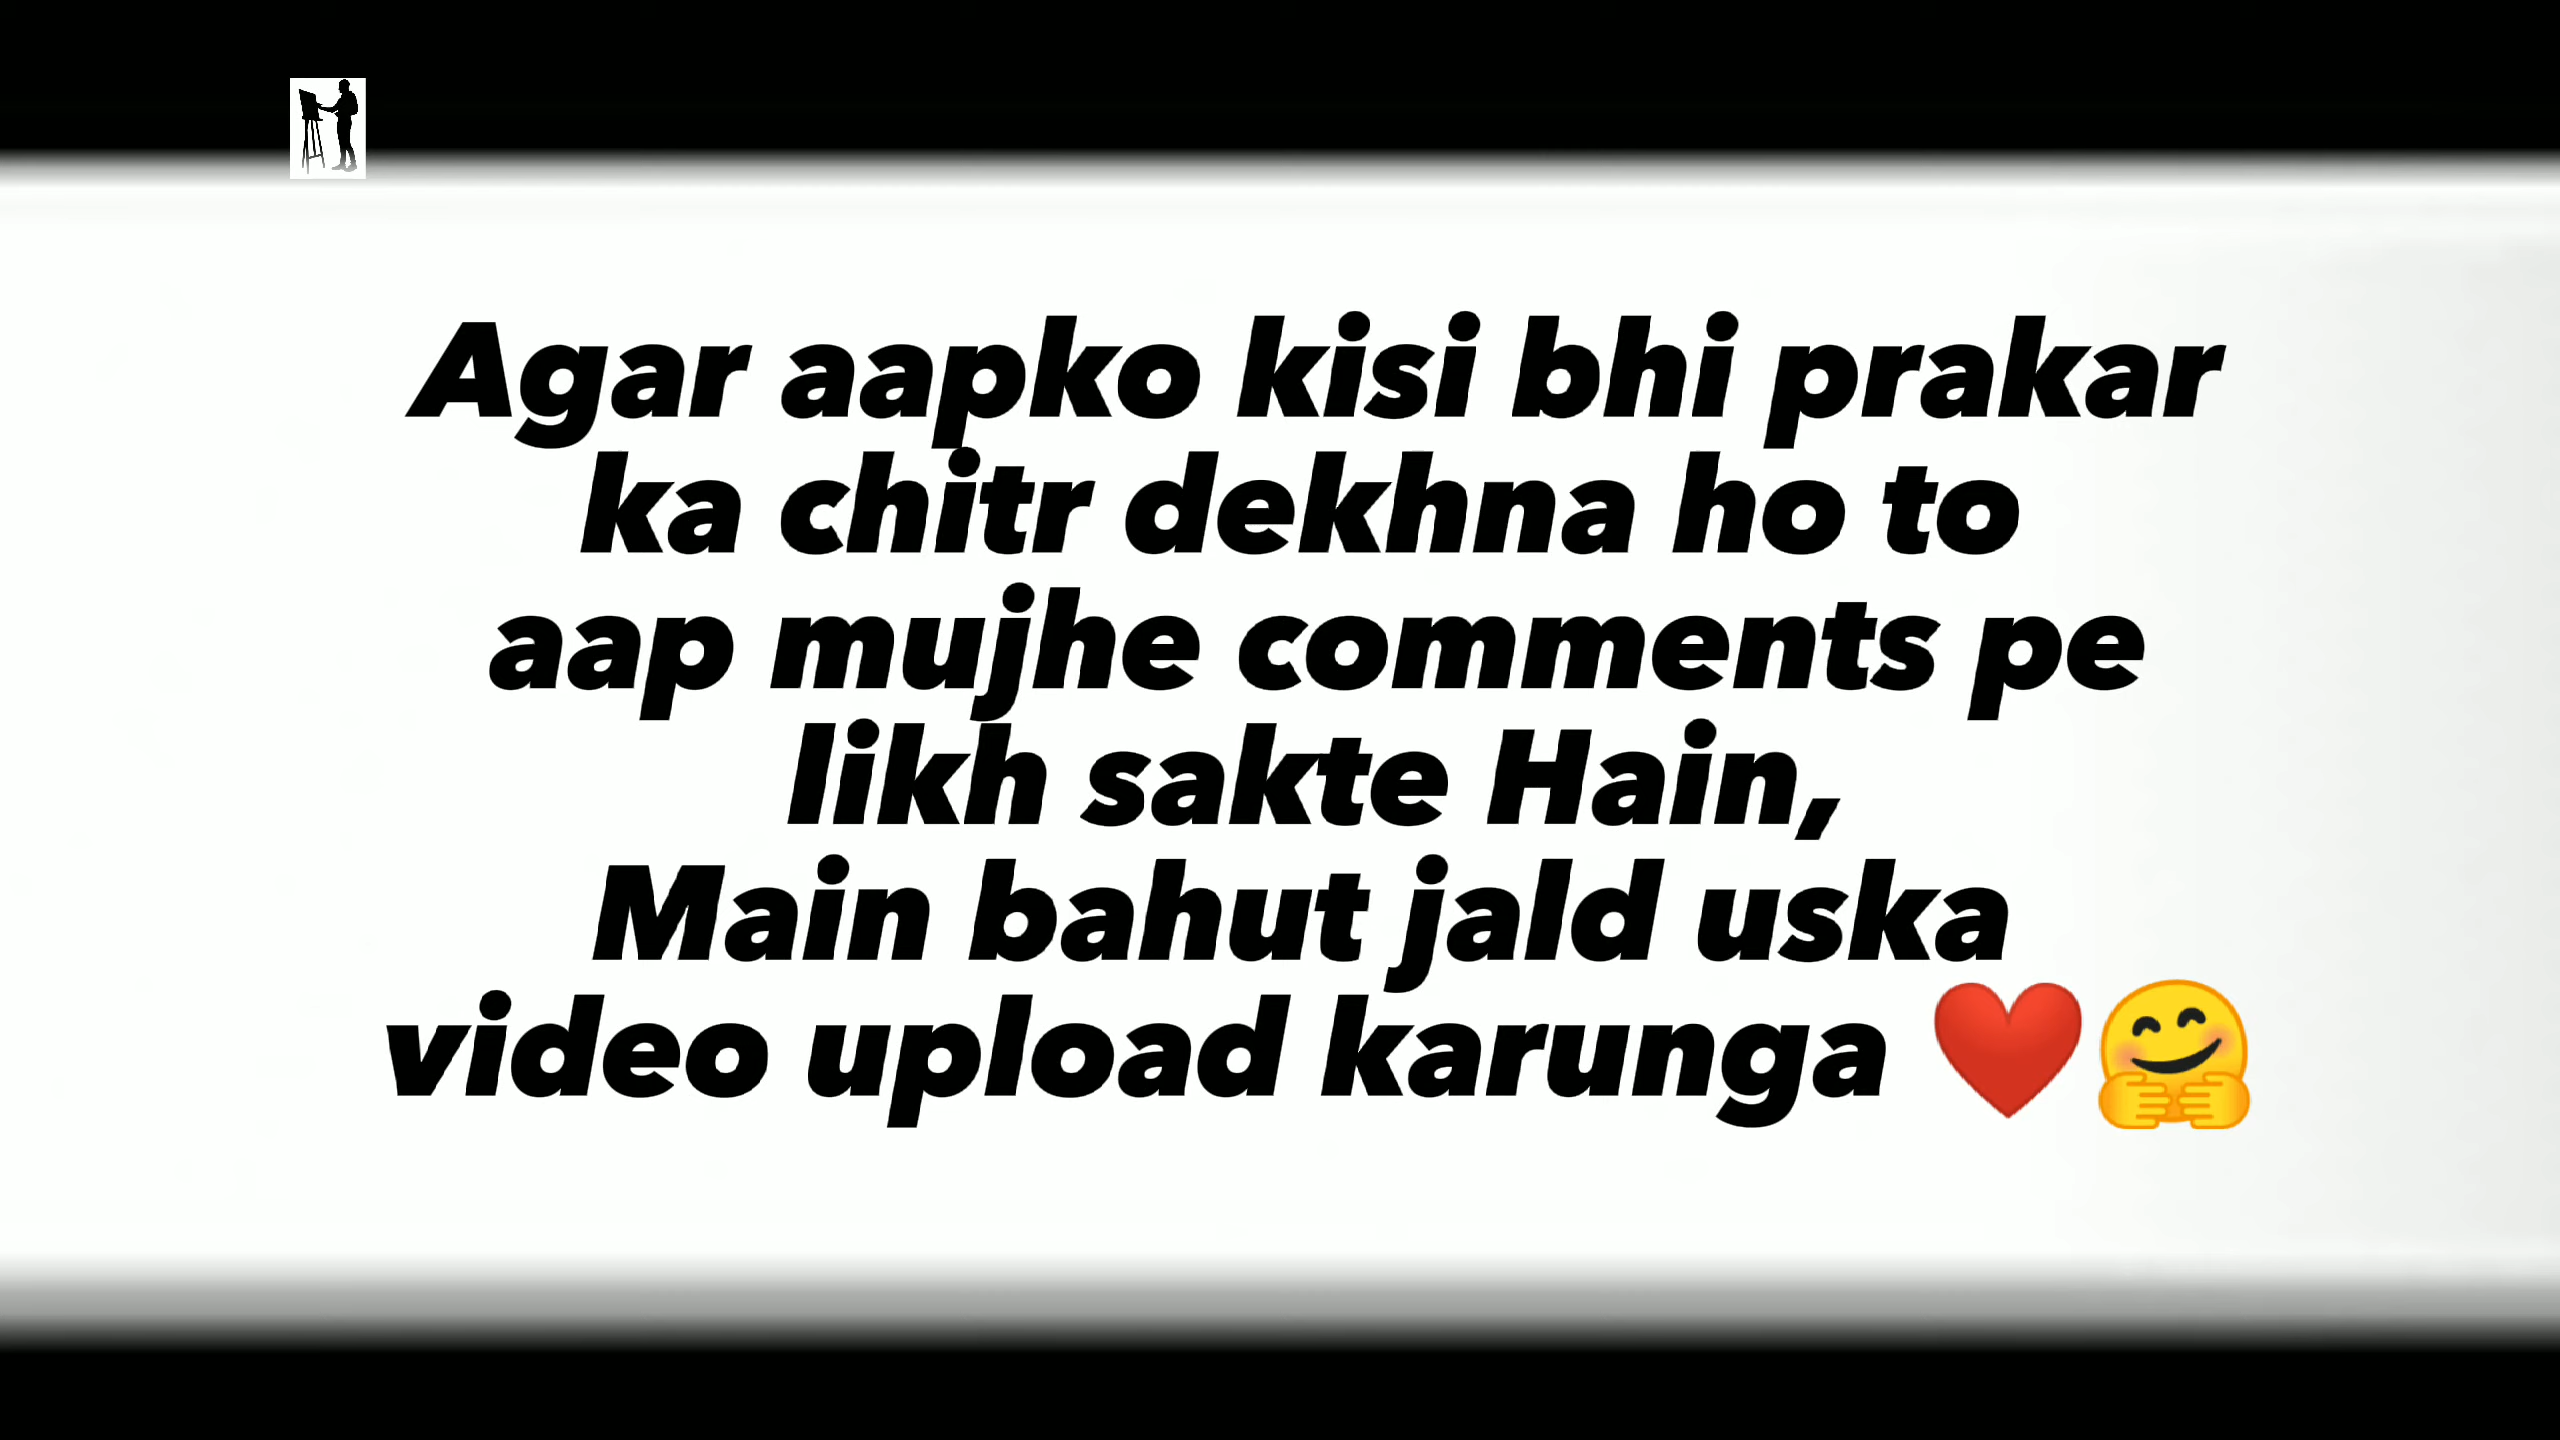 Agar aapko kisi bhi prakar
ka chitr dekhna ho to
aap mujhe comments pe
likh sakte Hain,
Main bahut jald uska
video upload karunga ❤️🤗